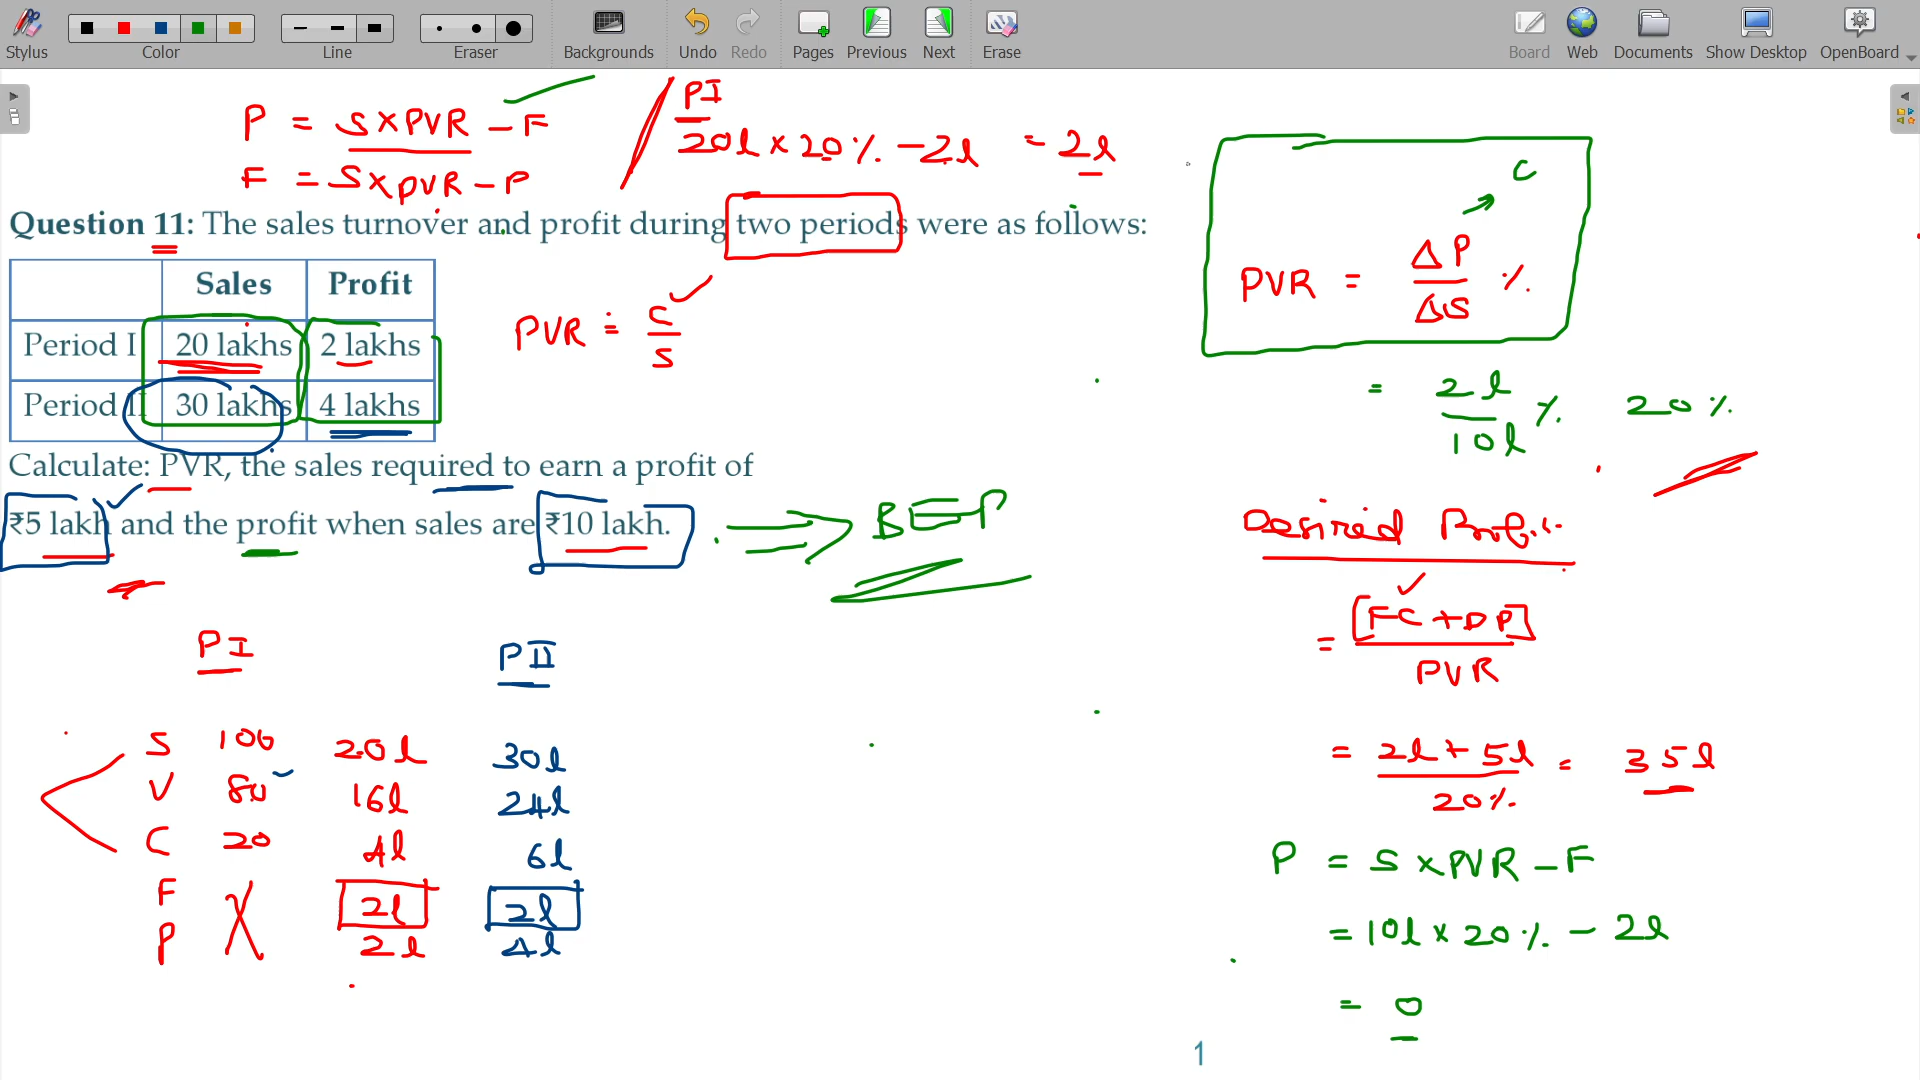 Stylus Color Line Eraser Backgrounds Undo Redo Pages Previous Next Erase Board Web Documents Show Desktop OpenBoard
P = S×PVR – F
F = S×PVR – P
PI
20l × 20% – 2l = 2l
Question 11: The sales turnover and profit during two periods were as follows:
Sales Profit
Period I 20 lakhs 2 lakhs
Period II 30 lakhs 4 lakhs
PVR = C/S
Calculate: PVR, the sales required to earn a profit of
₹5 lakh and the profit when sales are ₹10 lakh.
BEP
PI PII
S 100 20l 30l
V 80 16l 24l
C 20 4l 6l
F 2l 2l
P 2l 4l
C
PVR = ΔP/ΔS %
= 2l/10l % 20%
Desired Profit
= [FC + DP]/PVR
= 2l + 5l/20% = 35l
P = S × PVR – F
= 10l × 20% – 2l
= 0
1